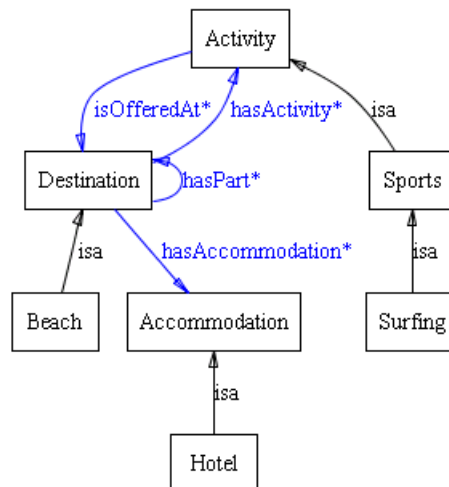 Activity
isOfferedAt*
hasActivity*
isa
Destination
hasPart*
Sports
isa
hasAccommodation*
isa
Beach
Accommodation
Surfing
isa
Hotel